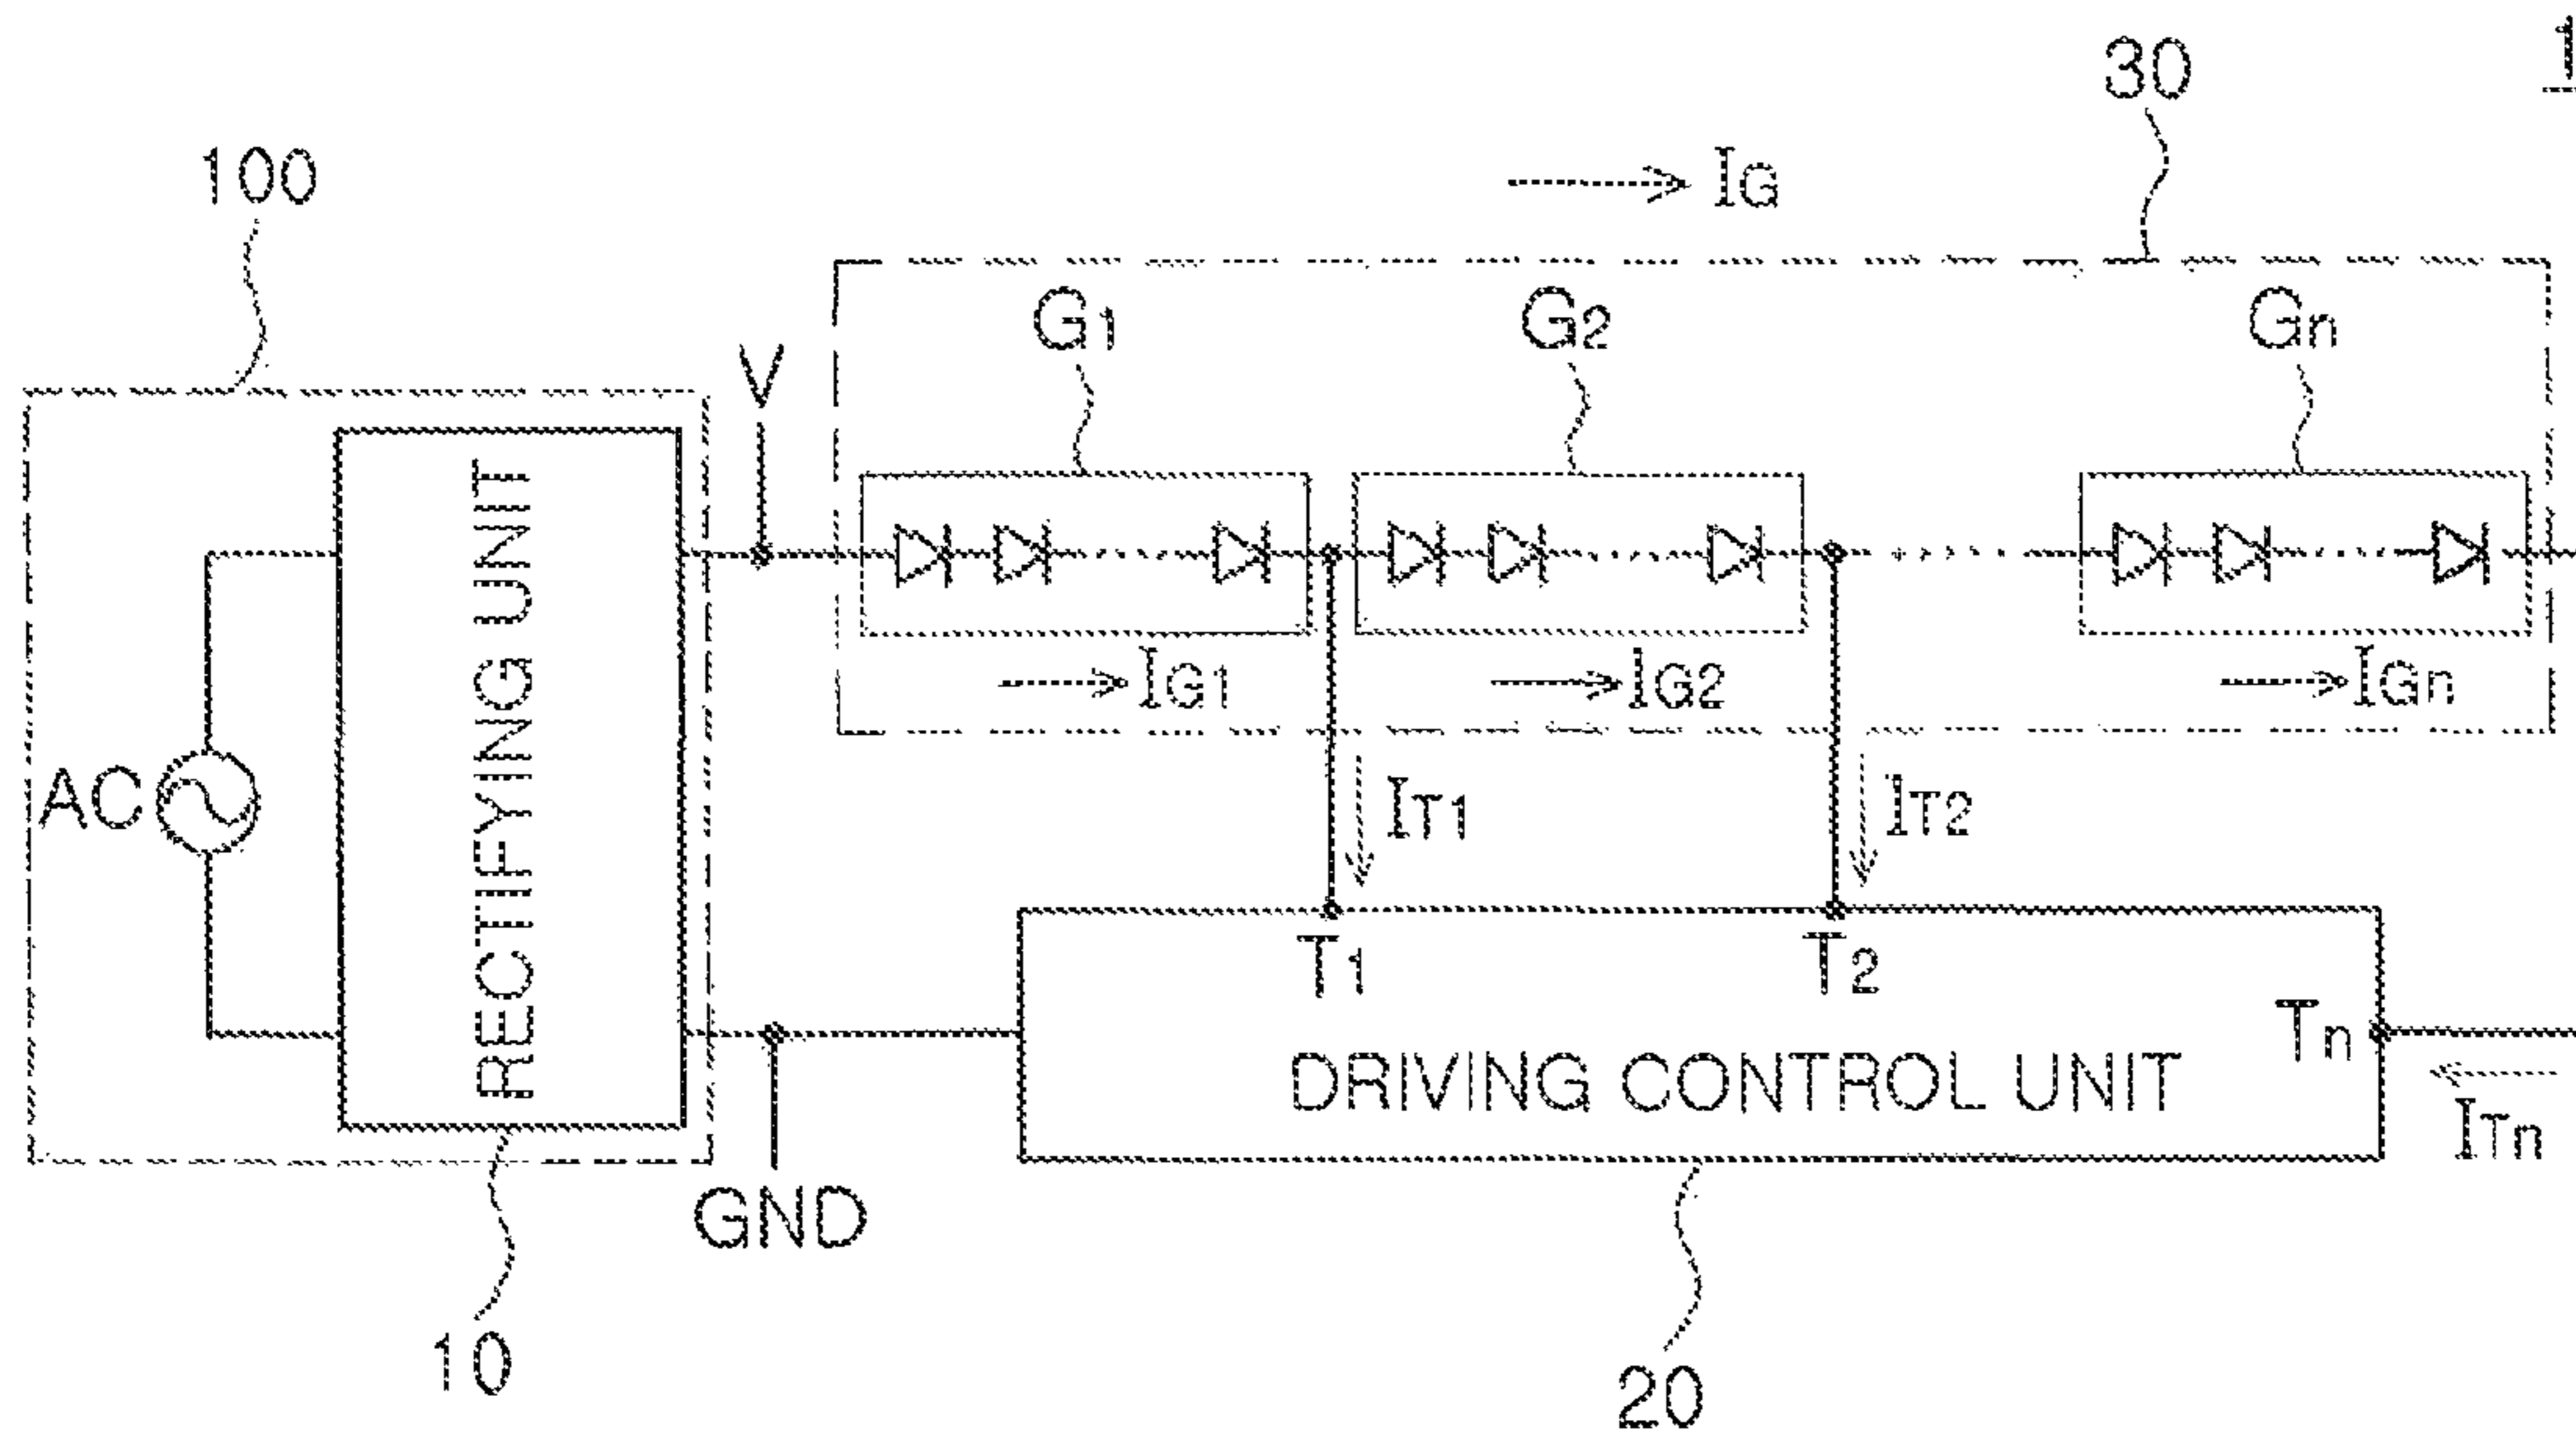 1
30
100
IG
G1
G2
Gn
V
RECTIFYING UNIT
IG1
IG2
IGn
AC
IT1
IT2
T1
T2
Tn
DRIVING CONTROL UNIT
ITn
GND
10
20